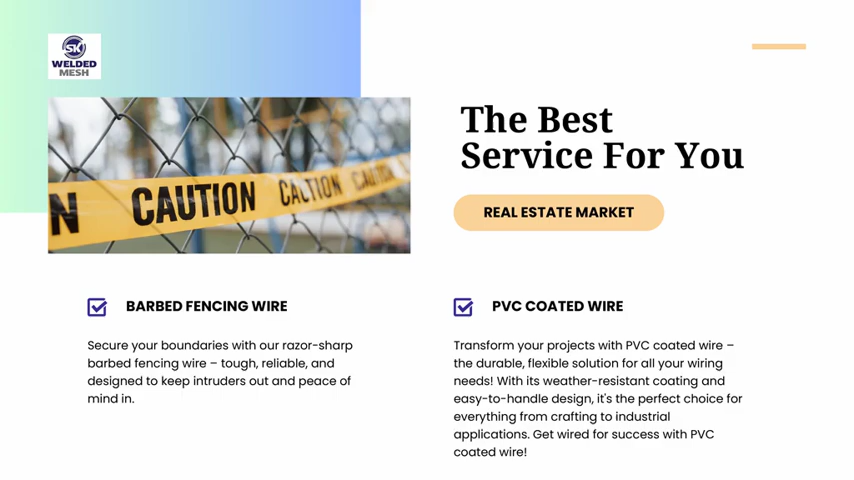 SK
WELDED
MESH
N CAUTION CAUTION CAUTION
The Best
Service For You
REAL ESTATE MARKET
BARBED FENCING WIRE
Secure your boundaries with our razor-sharp
barbed fencing wire – tough, reliable, and
designed to keep intruders out and peace of
mind in.
PVC COATED WIRE
Transform your projects with PVC coated wire –
the durable, flexible solution for all your wiring
needs! With its weather-resistant coating and
easy-to-handle design, it's the perfect choice for
everything from crafting to industrial
applications. Get wired for success with PVC
coated wire!